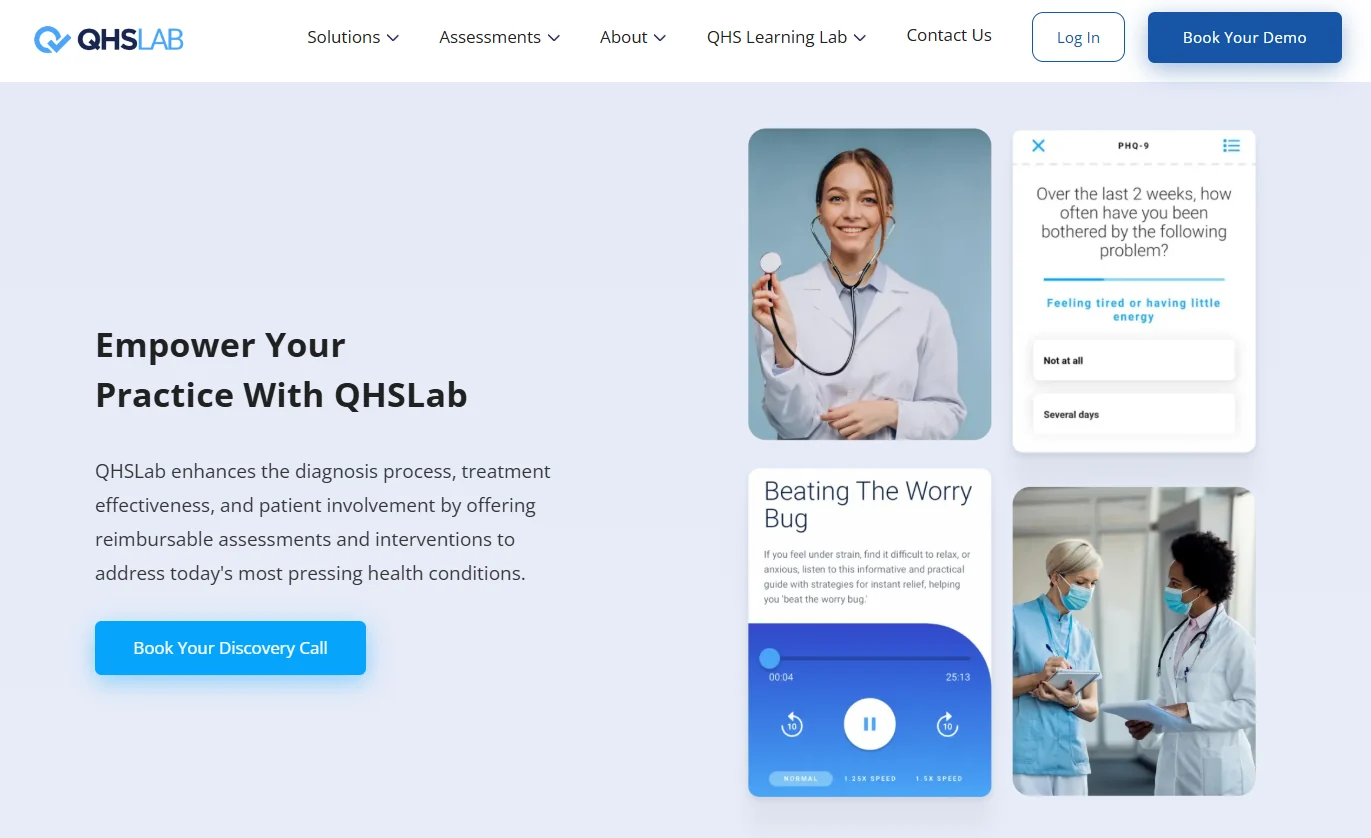 QHSLAB
Solutions
Assessments
About
QHS Learning Lab
Contact Us
Log In
Book Your Demo
Empower Your
Practice With QHSLab
QHSLab enhances the diagnosis process, treatment
effectiveness, and patient involvement by offering
reimbursable assessments and interventions to
address today's most pressing health conditions.
Book Your Discovery Call
PHQ-9
Over the last 2 weeks, how
often have you been
bothered by the following
problem?
Feeling tired or having little
energy
Not at all
Several days
Beating The Worry
Bug
If you feel under strain, find it difficult to relax, or
anxious, listen to this informative and practical
guide with strategies for instant relief, helping
you 'beat the worry bug.'
00:04
25:13
10
10
NORMAL
1.25X SPEED
1.5X SPEED